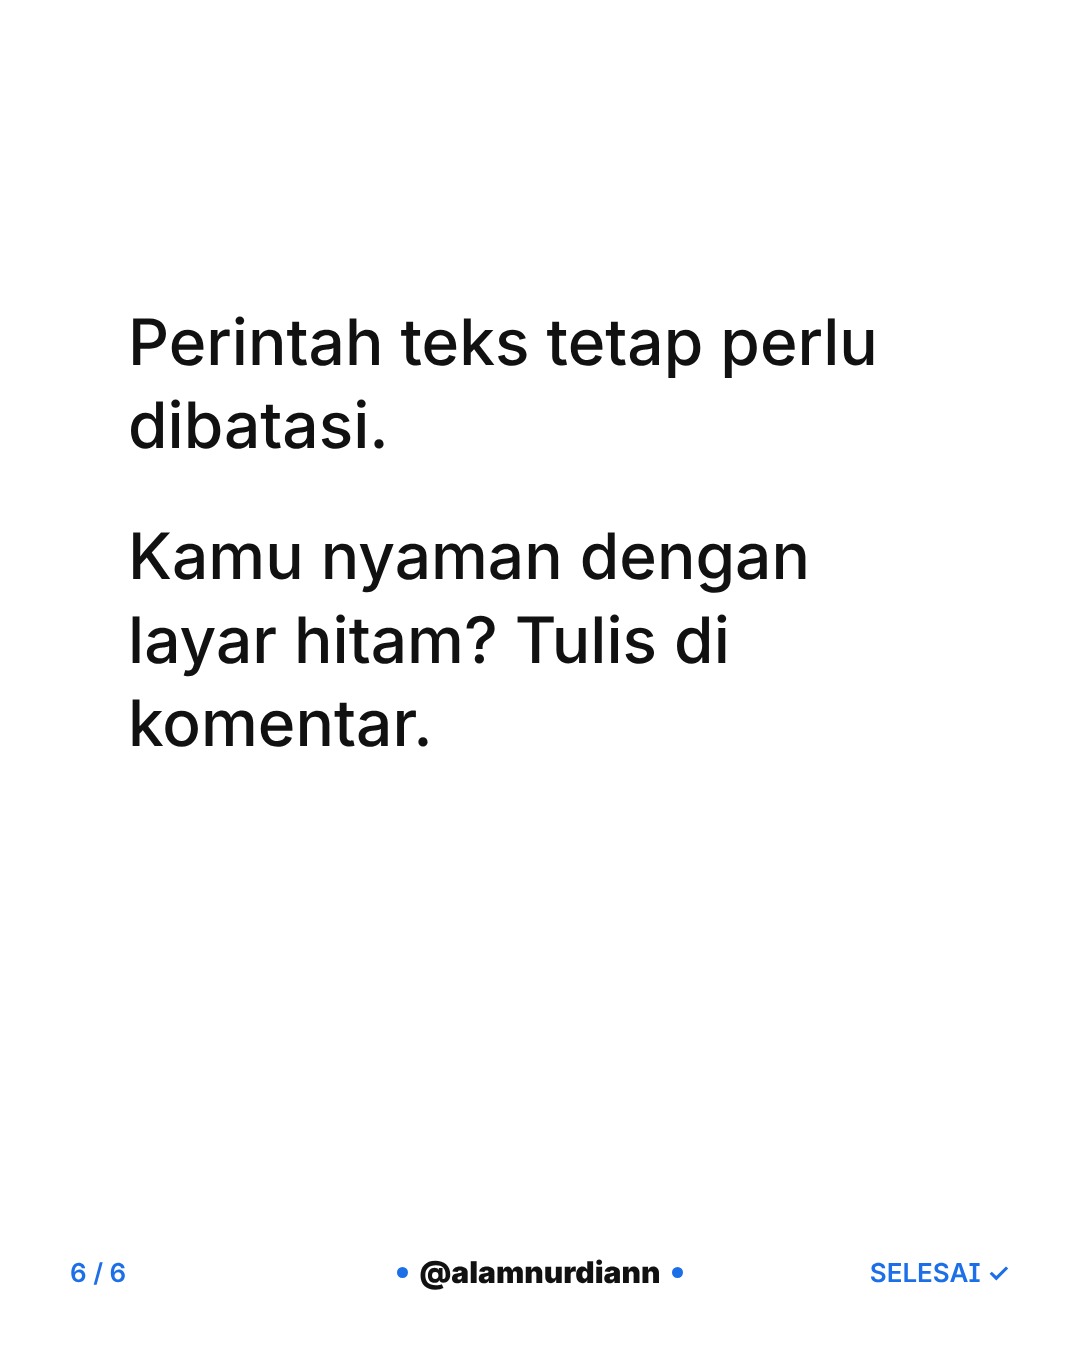 Perintah teks tetap perlu
dibatasi.
Kamu nyaman dengan
layar hitam? Tulis di
komentar.
6 / 6
• @alamnurdiann •
SELESAI ✓